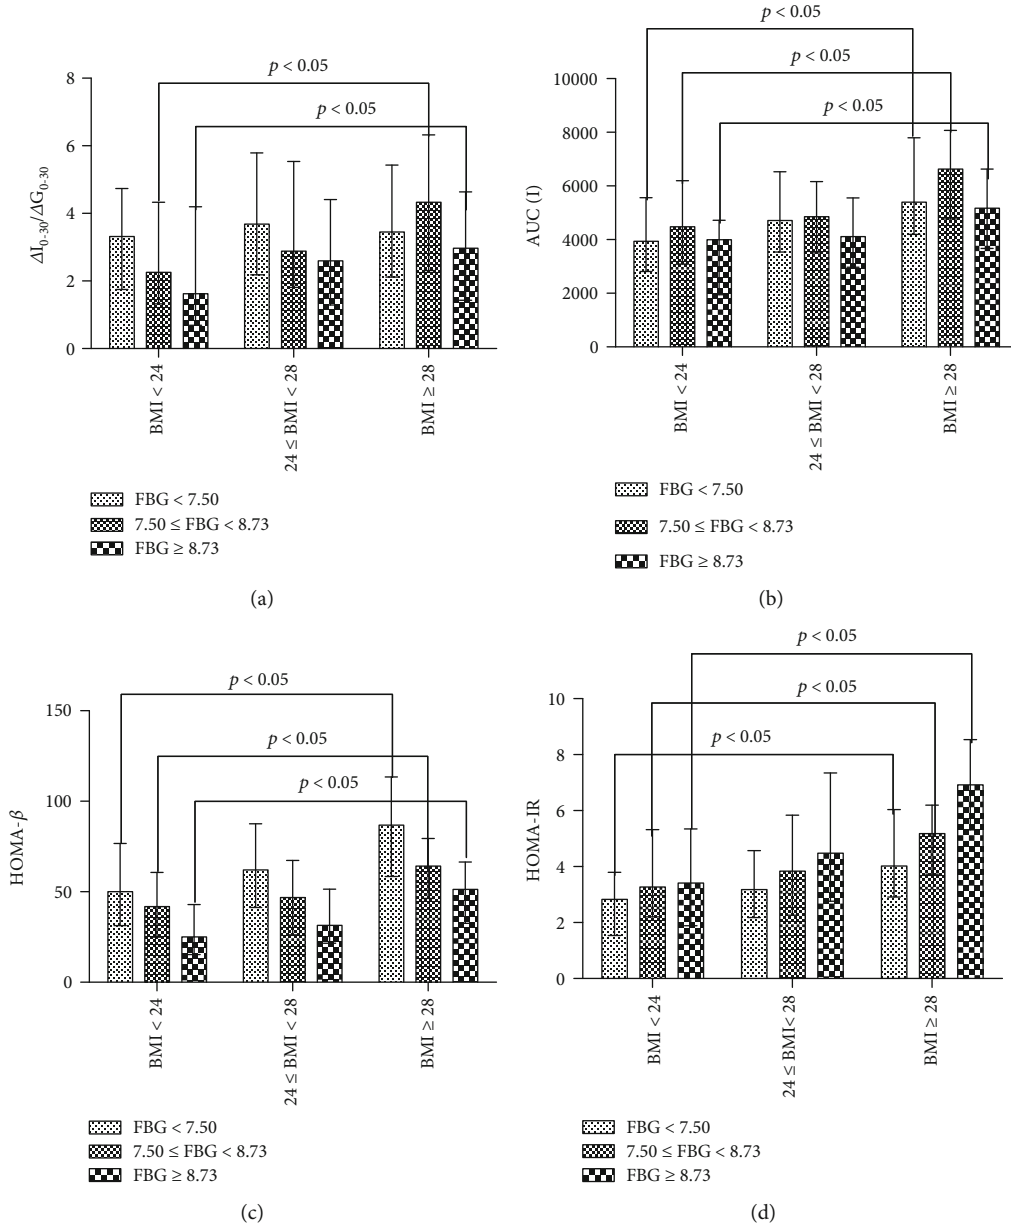 p < 0.05
p < 0.05
8
6
4
2
0
ΔI0-30/ΔG0-30
BMI < 24
24 ≤ BMI < 28
BMI ≥ 28
FBG < 7.50
7.50 ≤ FBG < 8.73
FBG ≥ 8.73
(a)
p < 0.05
p < 0.05
p < 0.05
10000
8000
6000
4000
2000
0
AUC (I)
BMI < 24
24 ≤ BMI < 28
BMI ≥ 28
FBG < 7.50
7.50 ≤ FBG < 8.73
FBG ≥ 8.73
(b)
p < 0.05
p < 0.05
p < 0.05
150
100
50
0
HOMA-β
BMI < 24
24 ≤ BMI < 28
BMI ≥ 28
FBG < 7.50
7.50 ≤ FBG < 8.73
FBG ≥ 8.73
(c)
p < 0.05
p < 0.05
p < 0.05
10
8
6
4
2
0
HOMA-IR
BMI < 24
24 ≤ BMI< 28
BMI ≥ 28
FBG < 7.50
7.50 ≤ FBG < 8.73
FBG ≥ 8.73
(d)